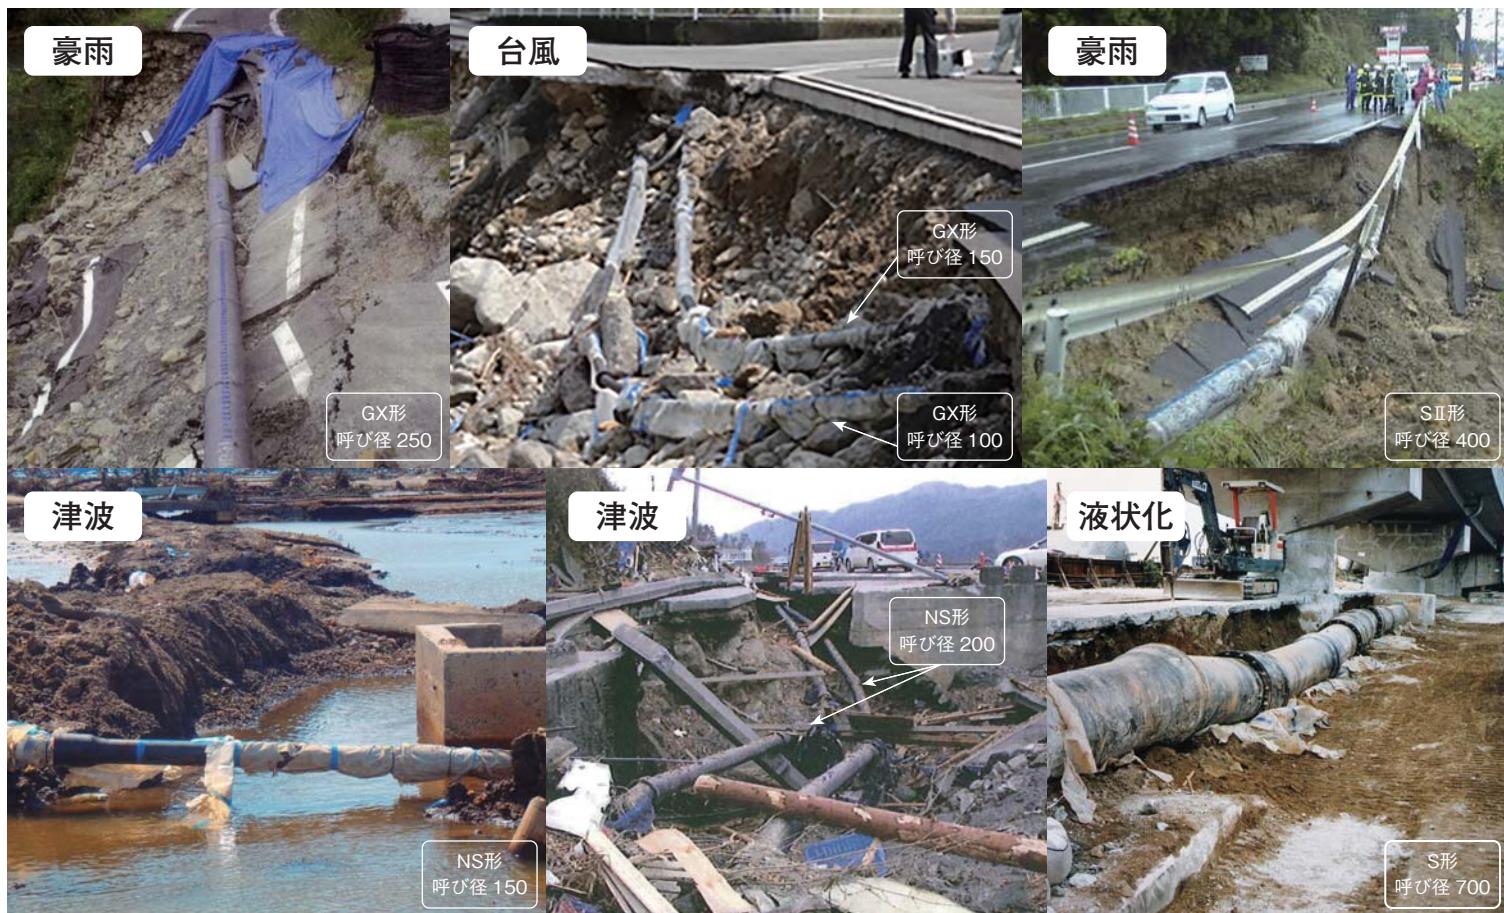 豪雨
GX形
呼び径 250
台風
GX形
呼び径 150
GX形
呼び径 100
豪雨
SⅡ形
呼び径 400
津波
NS形
呼び径 150
津波
NS形
呼び径 200
液状化
S形
呼び径 700